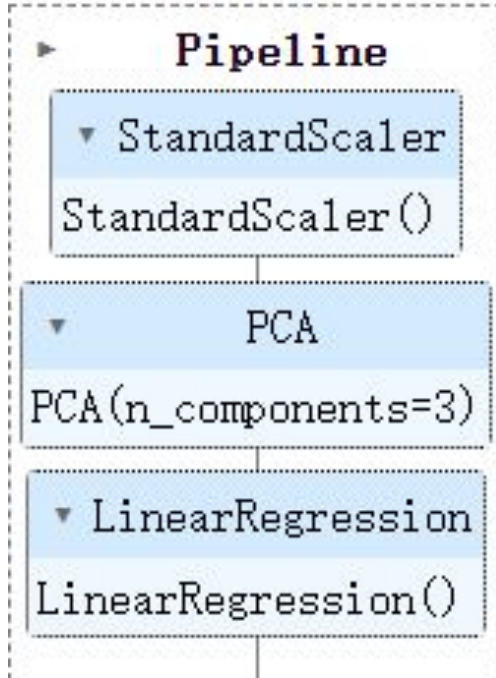 Pipeline
StandardScaler
StandardScaler()
PCA
PCA(n_components=3)
LinearRegression
LinearRegression()